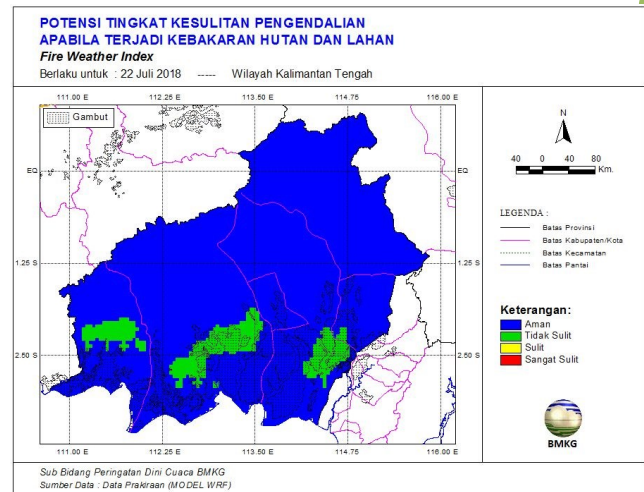 POTENSI TINGKAT KESULITAN PENGENDALIAN
APABILA TERJADI KEBAKARAN HUTAN DAN LAHAN
Fire Weather Index
Berlaku untuk : 22 Juli 2018 ----- Wilayah Kalimantan Tengah
111.00 E 112.25 E 113.50 E 114.75 116.00 E
Gambut
EQ EQ
1.25 S 1.25 S
2.50 S 2.50 S
111.00 E 112.25 E 113.50 E 114.75 116.00 E
N
40 0 40 80
Km.
LEGENDA :
Batas Provinsi
Batas Kabupaten/Kota
Batas Kecamatan
Batas Pantai
Keterangan:
Aman
Tidak Sulit
Sulit
Sangat Sulit
BMKG
Sub Bidang Peringatan Dini Cuaca BMKG
Sumber Data : Data Prakiraan (MODEL WRF)